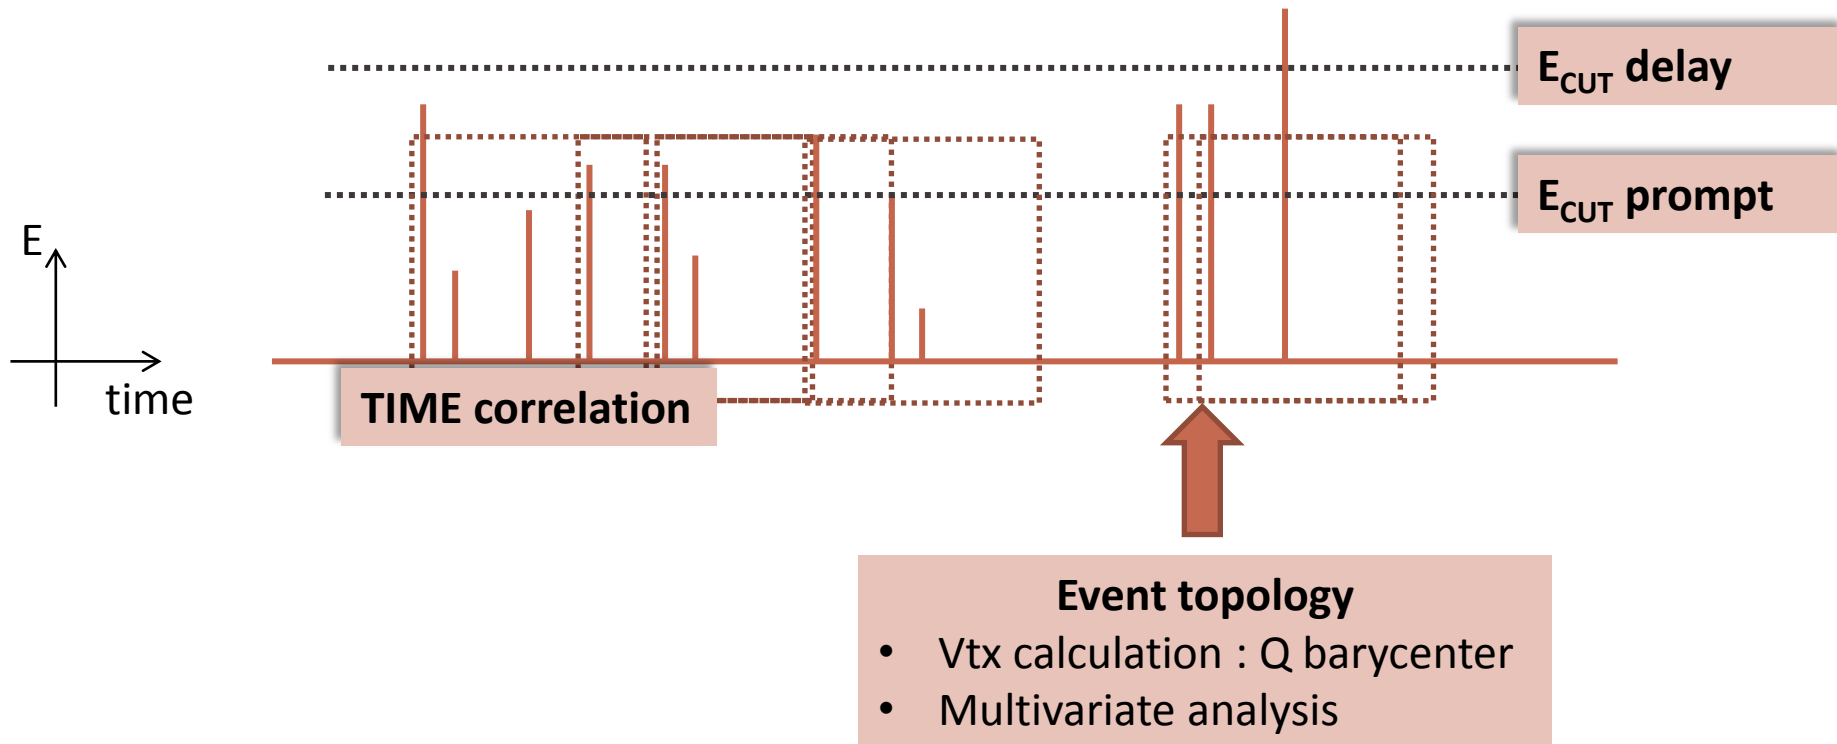 E_CUT delay
E_CUT prompt
E
time
TIME correlation
Event topology
• Vtx calculation : Q barycenter
• Multivariate analysis